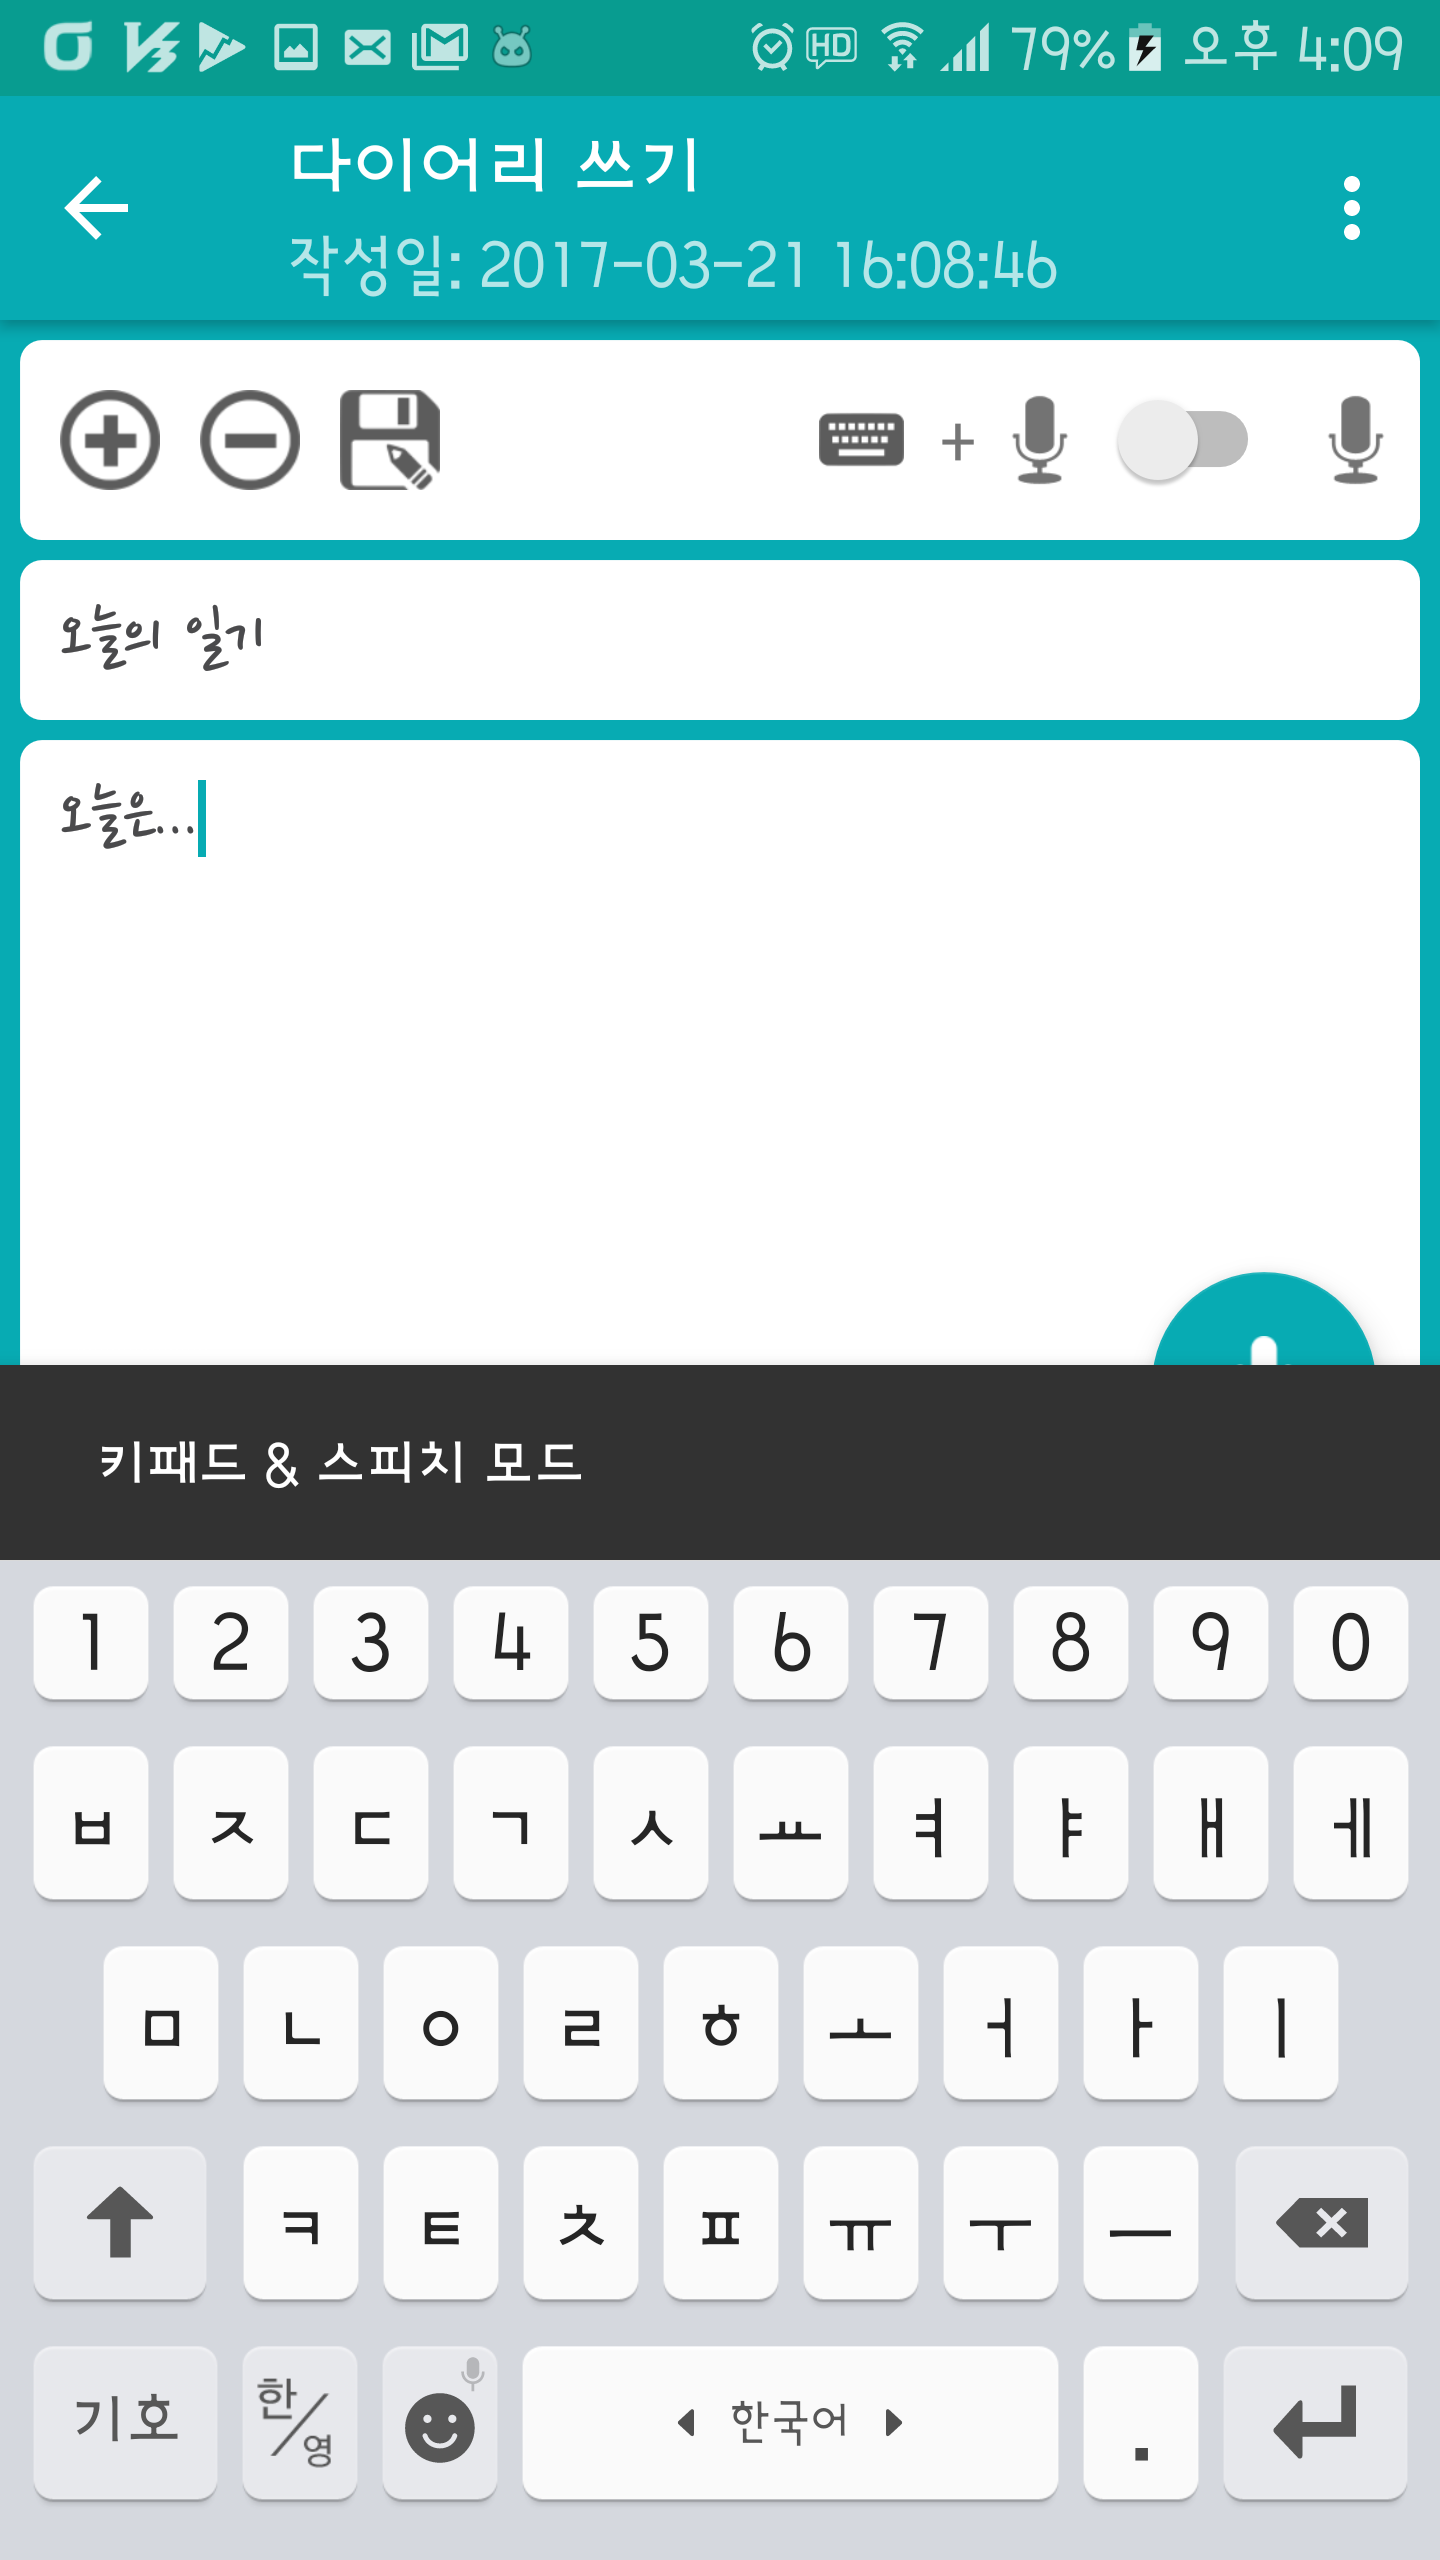 79% 오후 4:09
다이어리 쓰기
작성일: 2017-03-21 16:08:46
+
오늘의 일기
오늘은...
키패드 & 스피치 모드
1 2 3 4 5 6 7 8 9 0
ㅂ ㅈ ㄷ ㄱ ㅅ ㅛ ㅕ ㅑ ㅐ ㅔ
ㅁ ㄴ ㅇ ㄹ ㅎ ㅗ ㅓ ㅏ ㅣ
ㅋ ㅌ ㅊ ㅍ ㅠ ㅜ ㅡ
기호 한/영 한국어 .